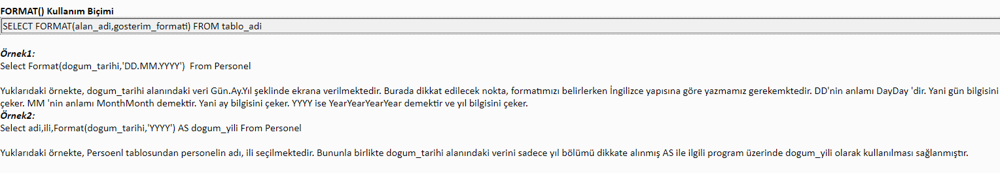 FORMAT() Kullanım Biçimi
SELECT FORMAT(alan_adi,gosterim_formati) FROM tablo_adi
Örnek1:
Select Format(dogum_tarihi,'DD.MM.YYYY')  From Personel
Yuklarıdaki örnekte, dogum_tarihi alanındaki veri Gün.Ay.Yıl şeklinde ekrana verilmektedir. Burada dikkat edilecek nokta, formatımızı belirlerken İngilizce yapısına göre yazmamız gerekemktedir. DD'nin anlamı DayDay 'dir. Yani gün bilgisini
çeker. MM 'nin anlamı MonthMonth demektir. Yani ay bilgisini çeker. YYYY ise YearYearYearYear demektir ve yıl bilgisini çeker.
Örnek2:
Select adi,ili,Format(dogum_tarihi,'YYYY') AS dogum_yili From Personel
Yuklarıdaki örnekte, Persoenl tablosundan personelin adı, ili seçilmektedir. Bununla birlikte dogum_tarihi alanındaki verini sadece yıl bölümü dikkate alınmış AS ile ilgili program üzerinde dogum_yili olarak kullanılması sağlanmıştır.